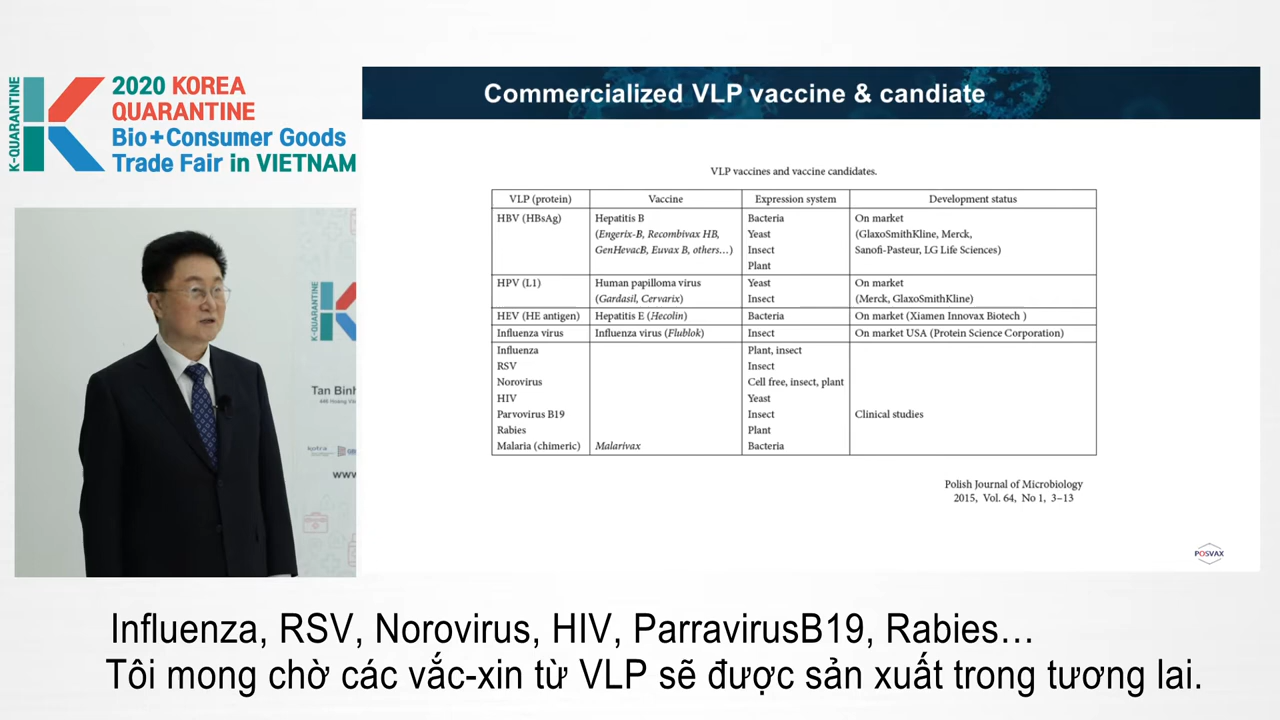 K-QUARANTINE
2020 KOREA
QUARANTINE
Bio+Consumer Goods
Trade Fair in VIETNAM
Commercialized VLP vaccine & candiate
VLP vaccines and vaccine candidates.
VLP (protein) Vaccine Expression system Development status
HBV (HBsAg) Hepatitis B Bacteria On market
(Engerix-B, Recombivax HB, Yeast (GlaxoSmithKline, Merck,
GenHevacB, Euvax B, others…) Insect Sanofi-Pasteur, LG Life Sciences)
Plant
HPV (L1) Human papilloma virus Yeast On market
(Gardasil, Cervarix) Insect (Merck, GlaxoSmithKline)
HEV (HE antigen) Hepatitis E (Hecolin) Bacteria On market (Xiamen Innovax Biotech )
Influenza virus Influenza virus (Flublok) Insect On market USA (Protein Science Corporation)
Influenza Plant, insect
RSV Insect
Norovirus Cell free, insect, plant
HIV Yeast
Parvovirus B19 Insect Clinical studies
Rabies Plant
Malaria (chimeric) Malarivax Bacteria
Polish Journal of Microbiology
2015, Vol. 64, No 1, 3–13
POSVAX
K-QUARANTINE
Tan Binh
kotra
www
Influenza, RSV, Norovirus, HIV, ParravirusB19, Rabies…
Tôi mong chờ các vắc-xin từ VLP sẽ được sản xuất trong tương lai.